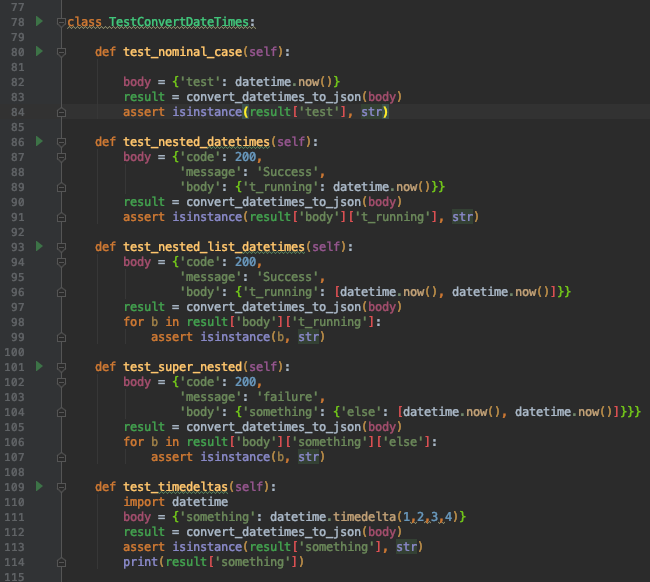 77
78 class TestConvertDateTimes:
79
80     def test_nominal_case(self):
81
82         body = {'test': datetime.now()}
83         result = convert_datetimes_to_json(body)
84         assert isinstance(result['test'], str)
85
86     def test_nested_datetimes(self):
87         body = {'code': 200,
88                 'message': 'Success',
89                 'body': {'t_running': datetime.now()}}
90         result = convert_datetimes_to_json(body)
91         assert isinstance(result['body']['t_running'], str)
92
93     def test_nested_list_datetimes(self):
94         body = {'code': 200,
95                 'message': 'Success',
96                 'body': {'t_running': [datetime.now(), datetime.now()]}}
97         result = convert_datetimes_to_json(body)
98         for b in result['body']['t_running']:
99             assert isinstance(b, str)
100
101     def test_super_nested(self):
102         body = {'code': 200,
103                 'message': 'failure',
104                 'body': {'something': {'else': [datetime.now(), datetime.now()]}}}
105         result = convert_datetimes_to_json(body)
106         for b in result['body']['something']['else']:
107             assert isinstance(b, str)
108
109     def test_timedeltas(self):
110         import datetime
111         body = {'something': datetime.timedelta(1,2,3,4)}
112         result = convert_datetimes_to_json(body)
113         assert isinstance(result['something'], str)
114         print(result['something'])
115